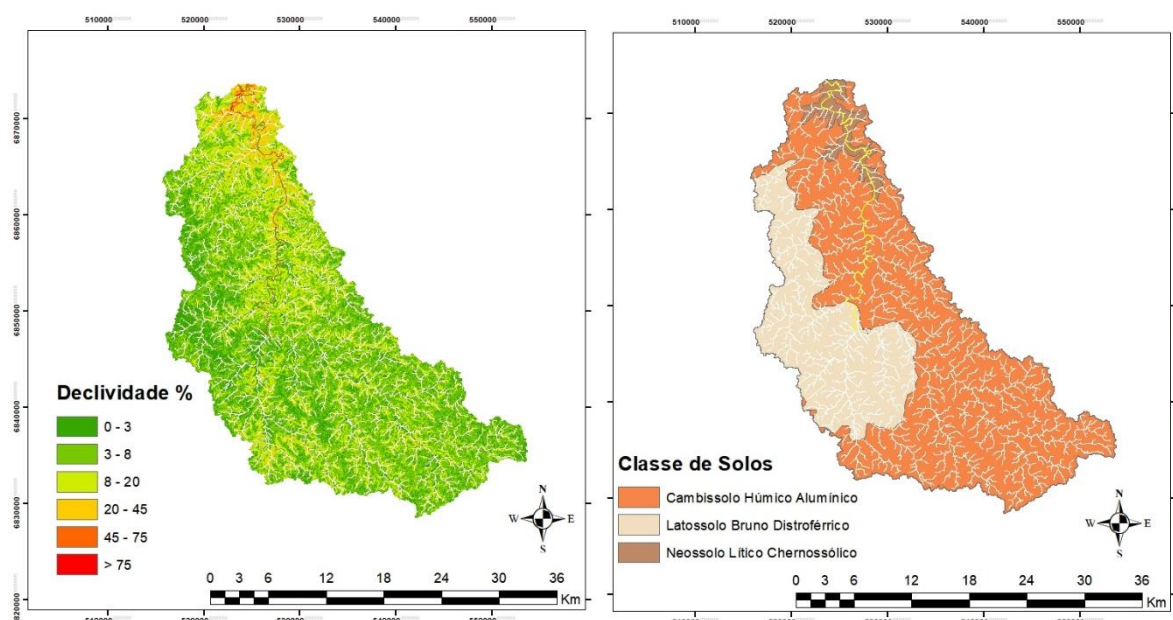 510000 520000 530000 540000 550000
6870000
6860000
6850000
6840000
6830000
6820000
Declividade %
0 - 3
3 - 8
8 - 20
20 - 45
45 - 75
> 75
N
W E
S
0 3 6 12 18 24 30 36
Km
510000 520000 530000 540000 550000
Classe de Solos
Cambissolo Húmico Alumínico
Latossolo Bruno Distroférrico
Neossolo Lítico Chernossólico
N
W E
S
0 3 6 12 18 24 30 36
Km